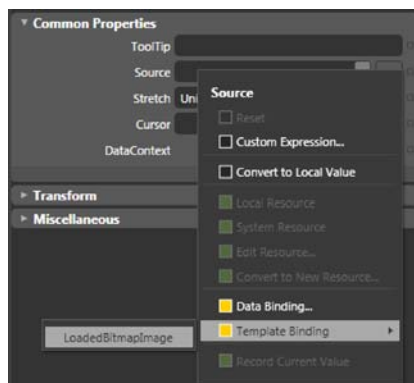 Common Properties
ToolTip
Source
Stretch Uni
Cursor
DataContext
Transform
Miscellaneous
Source
Reset
Custom Expression...
Convert to Local Value
Local Resource
System Resource
Edit Resource...
Convert to New Resource...
Data Binding...
Template Binding
Record Current Value
LoadedBitmapImage